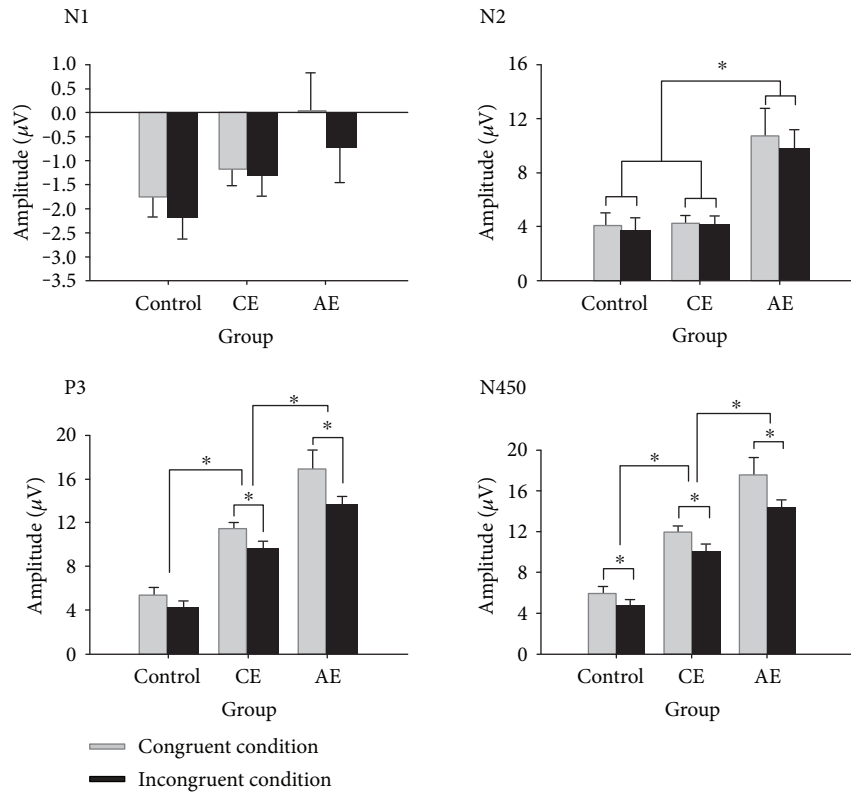 N1
Amplitude (μV)
1.0
0.5
0.0
-0.5
-1.0
-1.5
-2.0
-2.5
-3.0
-3.5
Control CE AE
Group
N2
*
Amplitude (μV)
16
12
8
4
0
Control CE AE
Group
P3
*
*
*
*
Amplitude (μV)
20
16
12
8
4
0
Control CE AE
Group
N450
*
*
*
*
*
Amplitude (μV)
20
16
12
8
4
0
Control CE AE
Group
Congruent condition
Incongruent condition